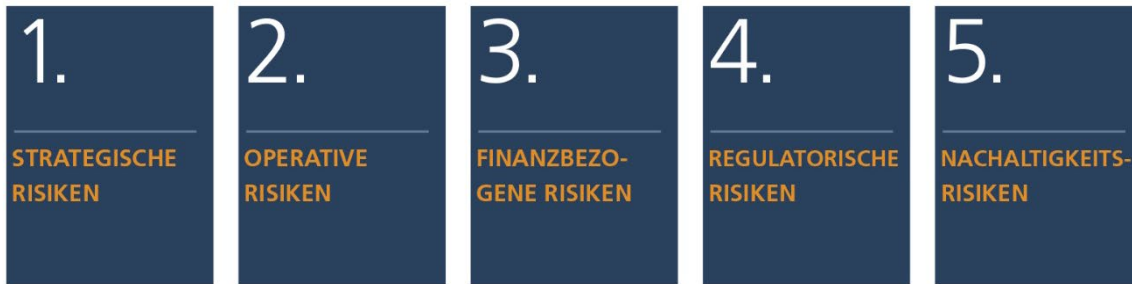 1.
STRATEGISCHE
RISIKEN
2.
OPERATIVE
RISIKEN
3.
FINANZBEZO-
GENE RISIKEN
4.
REGULATORISCHE
RISIKEN
5.
NACHALTIGKEITS-
RISIKEN